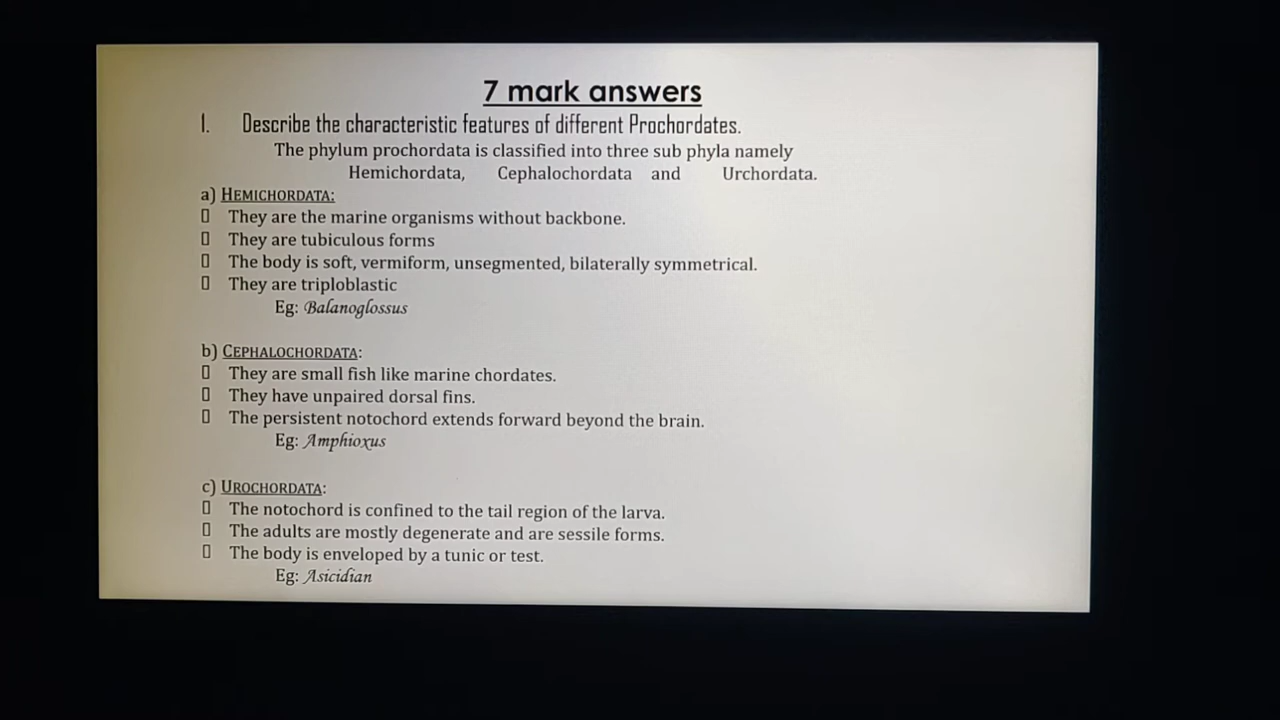 7 mark answers
I. Describe the characteristic features of different Prochordates.
The phylum prochordata is classified into three sub phyla namely
Hemichordata, Cephalochordata and Urchordata.
a) HEMICHORDATA:
▯ They are the marine organisms without backbone.
▯ They are tubiculous forms
▯ The body is soft, vermiform, unsegmented, bilaterally symmetrical.
▯ They are triploblastic
Eg: Balanoglossus
b) CEPHALOCHORDATA:
▯ They are small fish like marine chordates.
▯ They have unpaired dorsal fins.
▯ The persistent notochord extends forward beyond the brain.
Eg: Amphioxus
c) UROCHORDATA:
▯ The notochord is confined to the tail region of the larva.
▯ The adults are mostly degenerate and are sessile forms.
▯ The body is enveloped by a tunic or test.
Eg: Asicidian